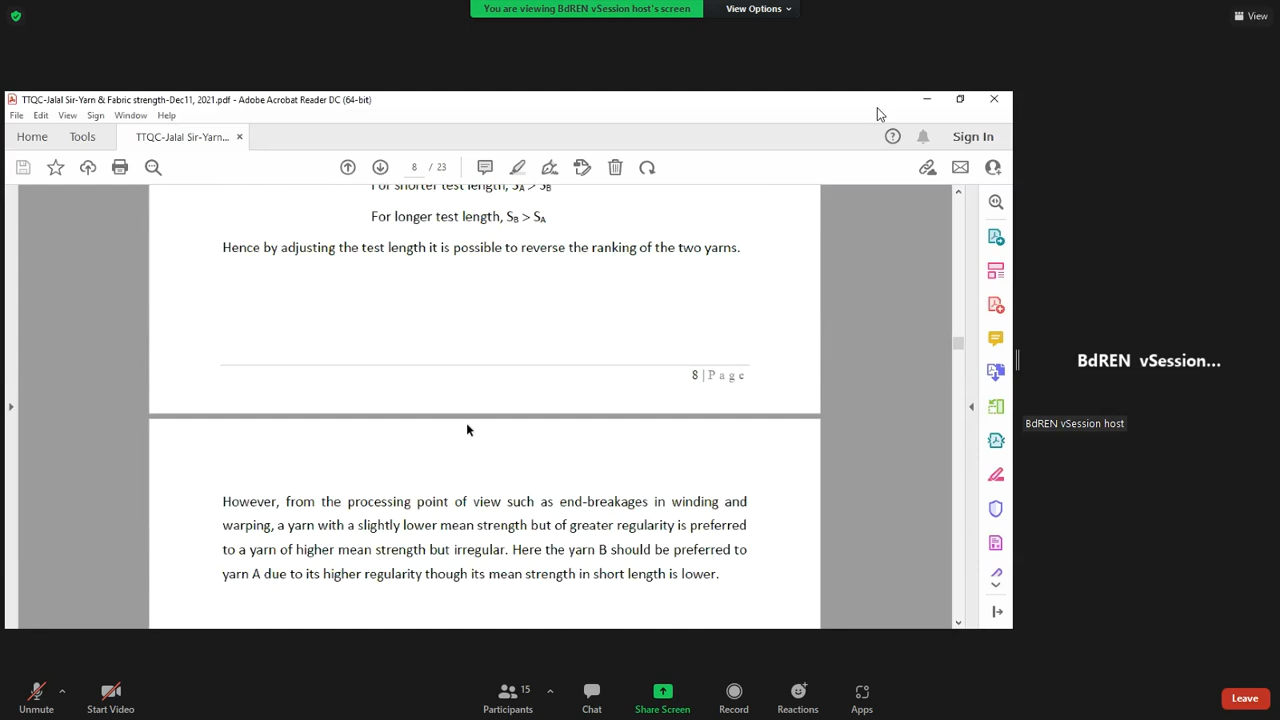 You are viewing BdREN vSession host's screen
View Options
View
TTQC-Jalal Sir-Yarn & Fabric strength-Dec11, 2021.pdf - Adobe Acrobat Reader DC (64-bit)
File Edit View Sign Window Help
Home Tools TTQC-Jalal Sir-Yarn... × Sign In
8 / 23
For shorter test length, SA > SB
For longer test length, SB > SA
Hence by adjusting the test length it is possible to reverse the ranking of the two yarns.
8 | P a g e
However, from the processing point of view such as end-breakages in winding and
warping, a yarn with a slightly lower mean strength but of greater regularity is preferred
to a yarn of higher mean strength but irregular. Here the yarn B should be preferred to
yarn A due to its higher regularity though its mean strength in short length is lower.
BdREN vSession...
BdREN vSession host
Unmute
Start Video
Participants 15
Chat
Share Screen
Record
Reactions
Apps
Leave